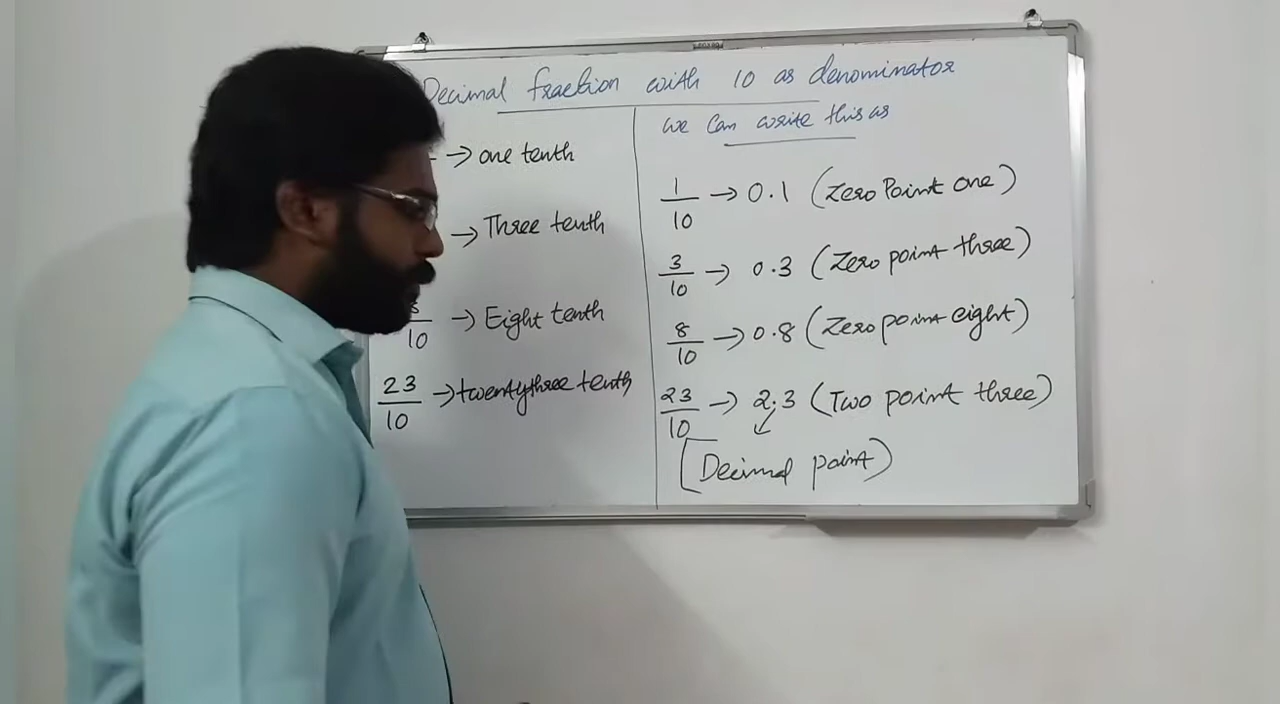 Decimal fraction with 10 as denominator
→ one tenth
→ Three tenth
/10 → Eight tenth
23/10 → twentythree tenth
we can write this as
1/10 → 0.1 (Zero Point one)
3/10 → 0.3 (Zero point three)
8/10 → 0.8 (Zero point eight)
23/10 → 2.3 (Two point three)
(Decimal point)